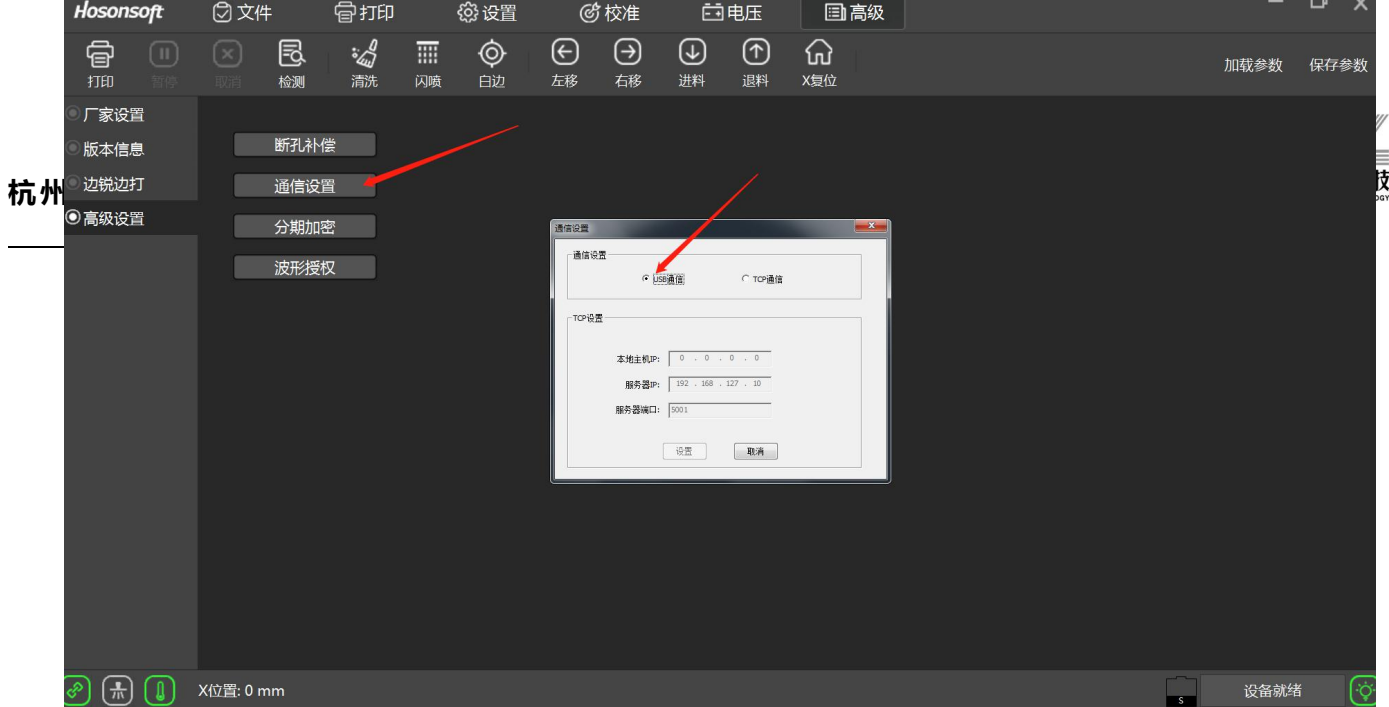 Hosonsoft 文件 打印 设置 校准 电压 高级
打印 暂停 取消 检测 清洗 闪喷 白边 左移 右移 进料 退料 X复位 加载参数 保存参数
厂家设置
版本信息
边锐边打
高级设置
杭州
断孔补偿
通信设置
分期加密
波形授权
技
OGY
通信设置
通信设置
USB通信 TCP通信
TCP设置
本地主机IP: 0 . 0 . 0 . 0
服务器IP: 192 . 168 . 127 . 10
服务器端口: 5001
设置 取消
X位置: 0 mm
S
设备就绪